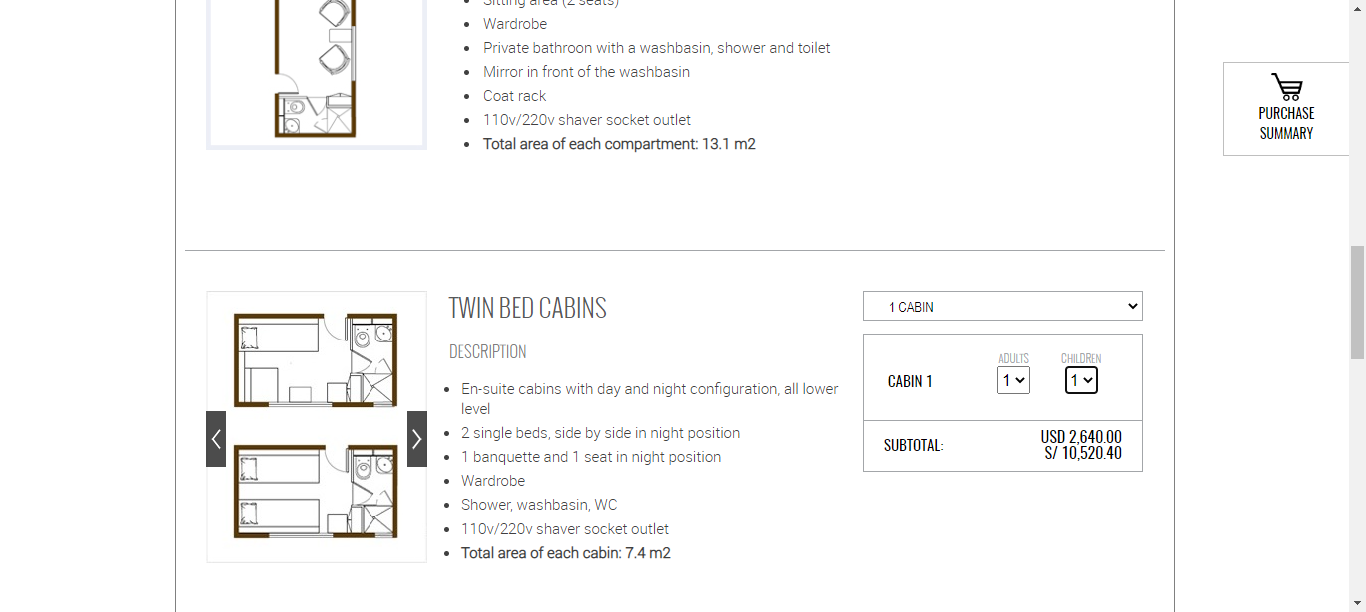 Sitting area (2 seats)
Wardrobe
Private bathroon with a washbasin, shower and toilet
Mirror in front of the washbasin
Coat rack
110v/220v shaver socket outlet
Total area of each compartment: 13.1 m2
PURCHASE
SUMMARY
TWIN BED CABINS
DESCRIPTION
En-suite cabins with day and night configuration, all lower
level
2 single beds, side by side in night position
1 banquette and 1 seat in night position
Wardrobe
Shower, washbasin, WC
110v/220v shaver socket outlet
Total area of each cabin: 7.4 m2
1 CABIN
ADULTS CHILDREN
CABIN 1 1 1
SUBTOTAL: USD 2,640.00
S/ 10,520.40